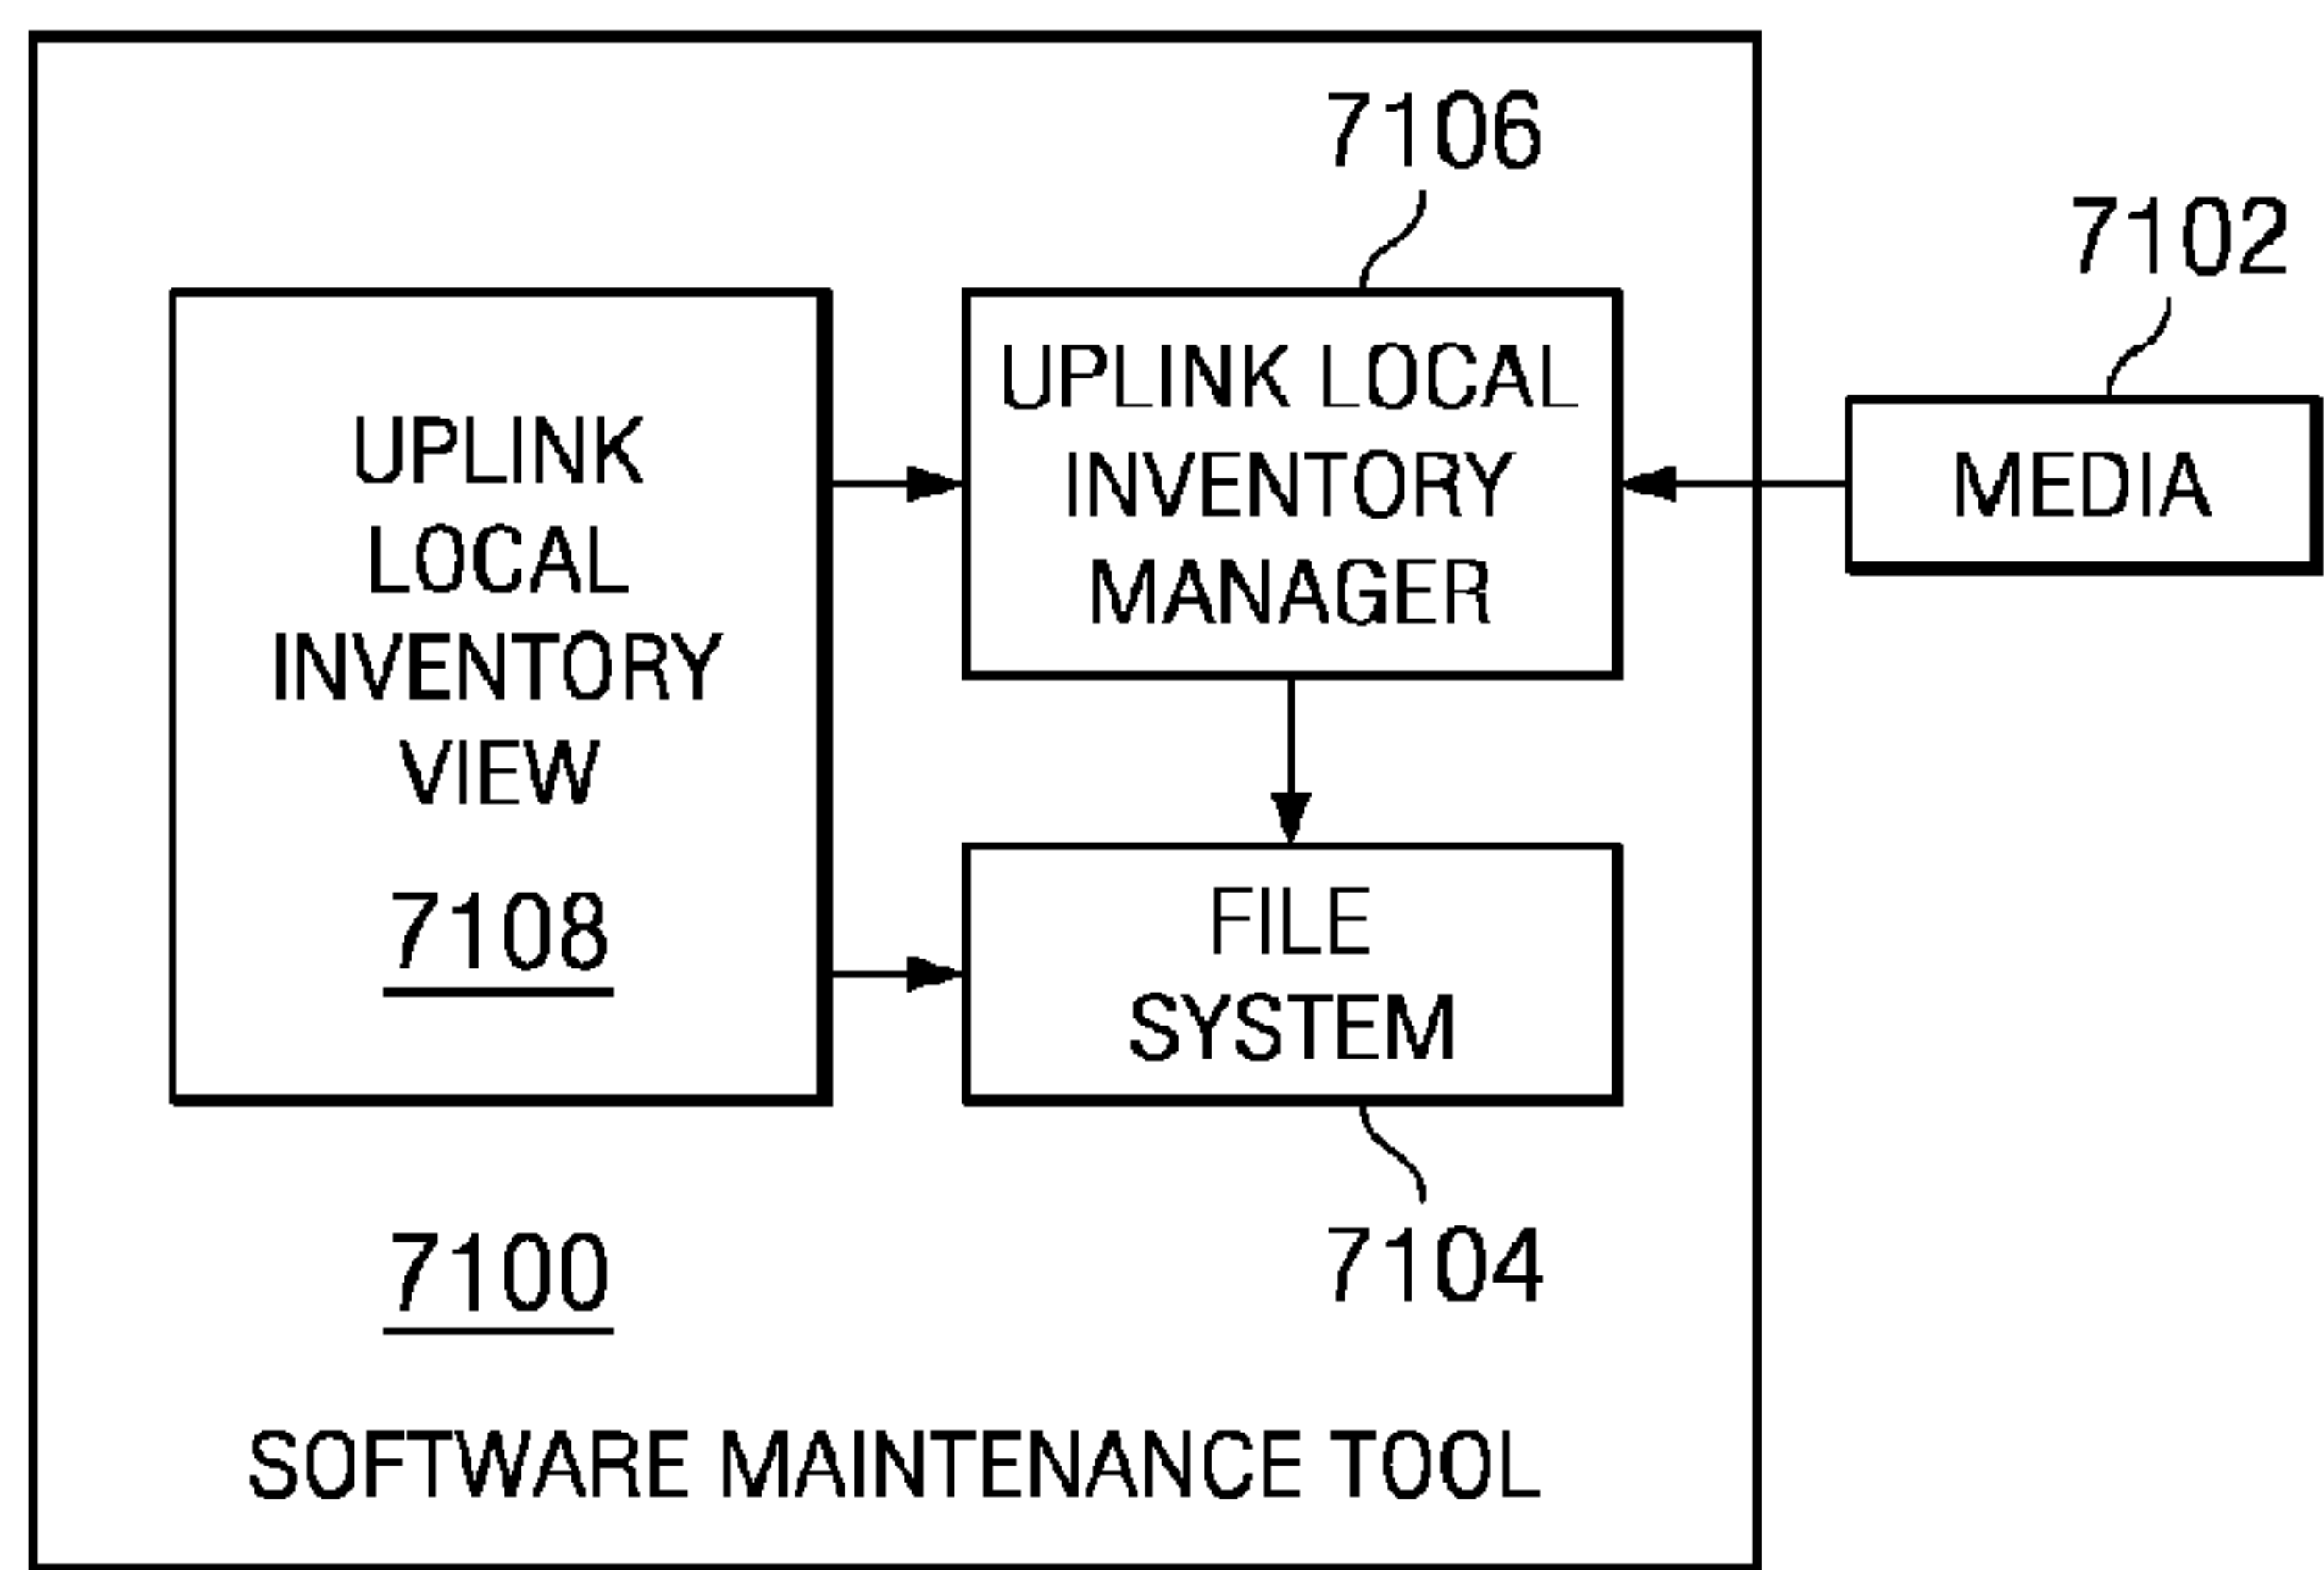 7106
7102
UPLINK
LOCAL
INVENTORY
VIEW
7108
UPLINK LOCAL
INVENTORY
MANAGER
MEDIA
FILE
SYSTEM
7104
7100
SOFTWARE MAINTENANCE TOOL